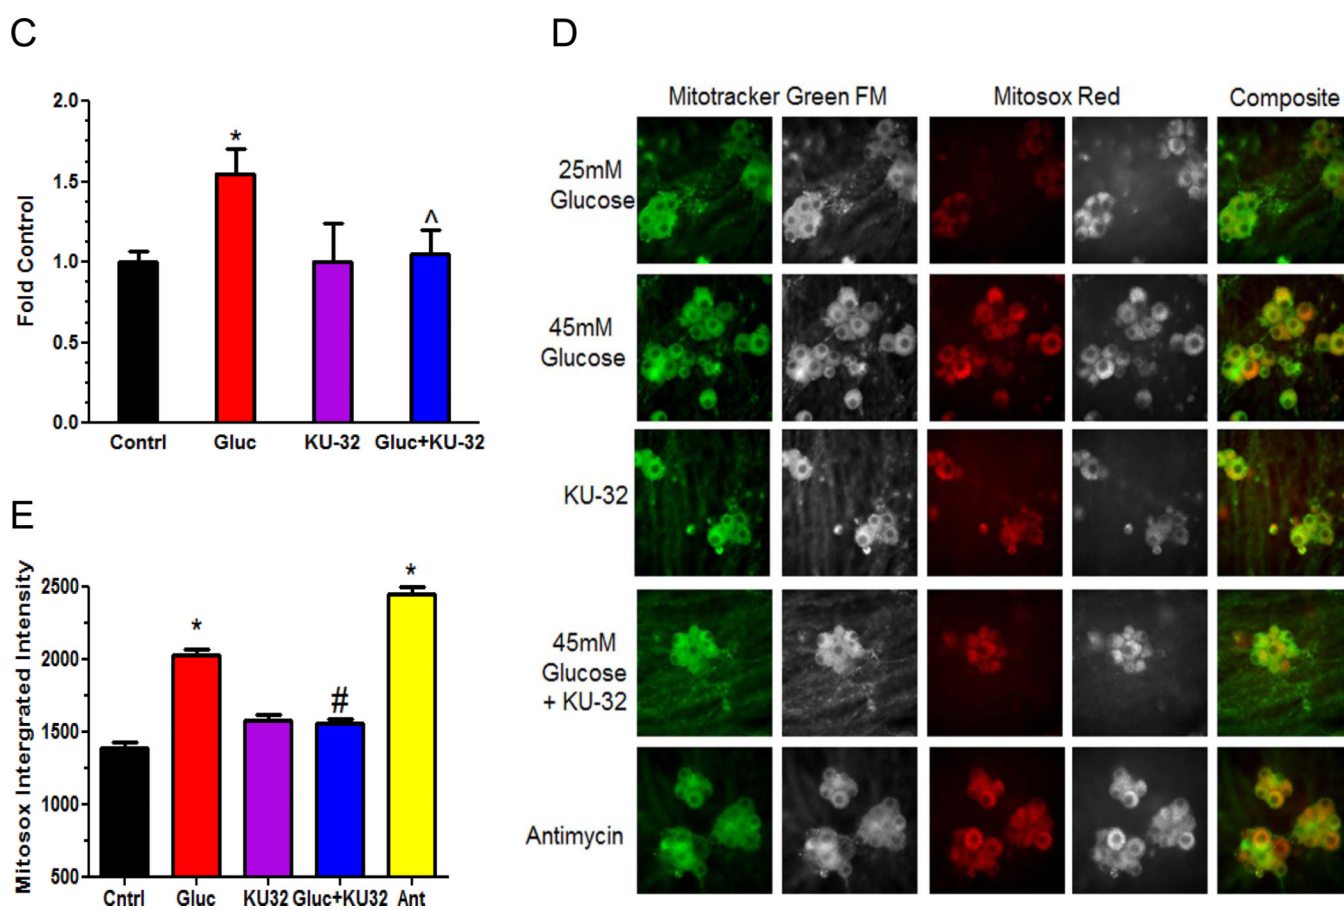 C
2.0
1.5
1.0
0.5
0.0
Fold Control
*
^
Contrl Gluc KU-32 Gluc+KU-32
D
Mitotracker Green FM Mitosox Red Composite
25mM
Glucose
45mM
Glucose
KU-32
45mM
Glucose
+ KU-32
Antimycin
E
2500
2000
1500
1000
500
Mitosox Intergrated Intensity
*
#
*
Cntrl Gluc KU32 Gluc+KU32 Ant